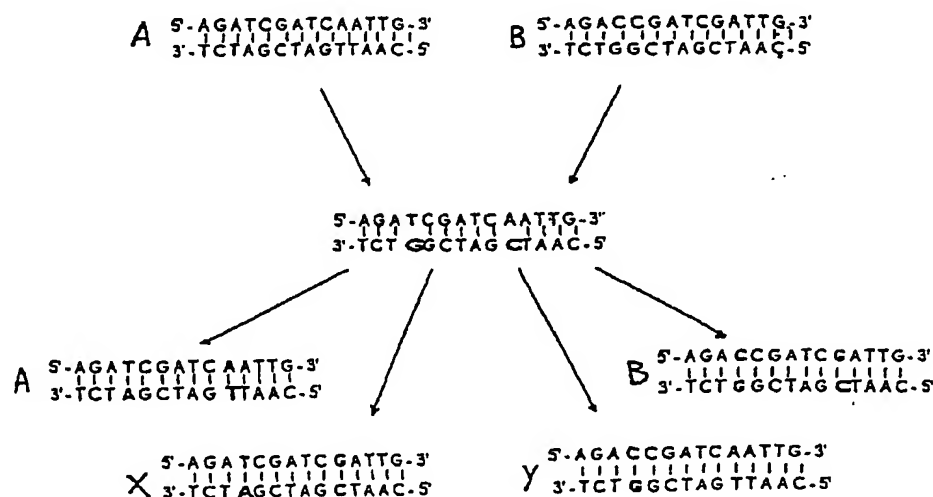 A 5'-AGATCGATCAATTG-3'
3'-TCTAGCTAGTTAAC-5'
B 5'-AGACCGATCGATTG-3'
3'-TCTGGCTAGCTAAC-5'
5'-AGATCGATCAATTG-3'
3'-TCTGGCTAGCTAAC-5'
A 5'-AGATCGATCAATTG-3'
3'-TCTAGCTAGTTAAC-5'
B 5'-AGACCGATCGATTG-3'
3'-TCTGGCTAGCTAAC-5'
X 5'-AGATCGATCGATTG-3'
3'-TCTAGCTAGCTAAC-5'
Y 5'-AGACCGATCAATTG-3'
3'-TCTGGCTAGTTAAC-5'